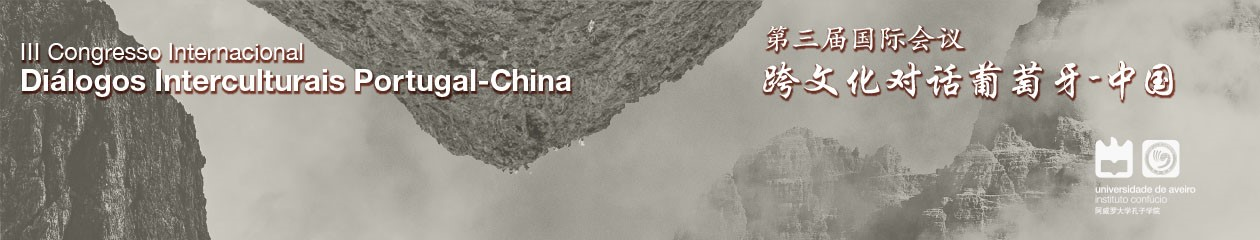 III Congresso Internacional
Diálogos Interculturais Portugal-China
第三届国际会议
跨文化对话葡萄牙-中国
universidade de aveiro
instituto confúcio
阿威罗大学孔子学院